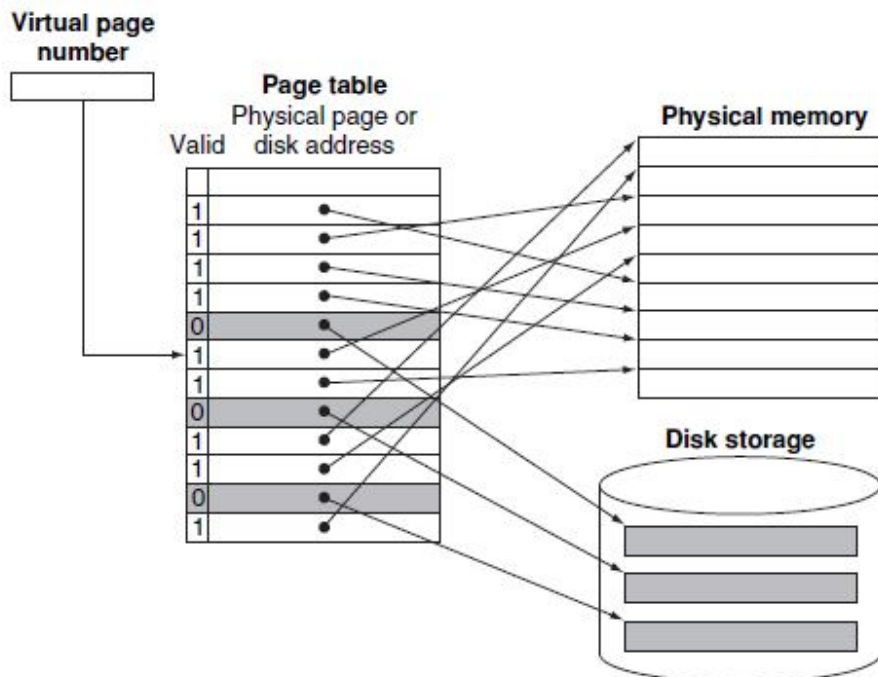 Virtual page
number
Page table
Physical page or
Valid disk address
Physical memory
1
1
1
1
0
1
1
0
1
1
0
1
Disk storage